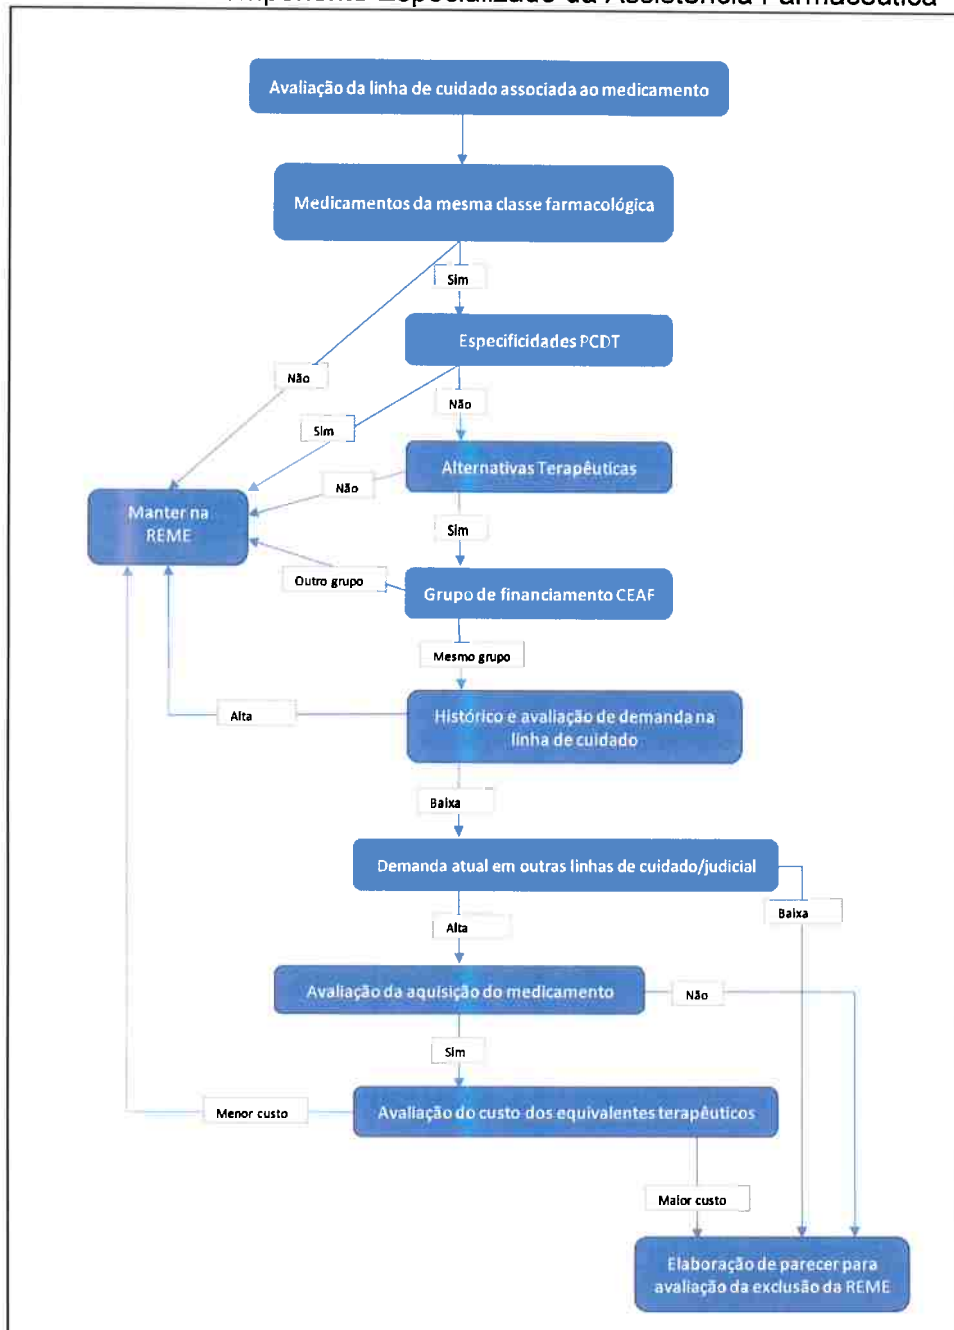 Especializado da Assistência Farmacêutica
Avaliação da linha de cuidado associada ao medicamento
Medicamentos da mesma classe farmacológica
Sim
Especificidades PCDT
Não
Não
Sim
Alternativas Terapêuticas
Não
Manter na
REME
Sim
Outro grupo
Grupo de financiamento CEAF
Mesmo grupo
Histórico e avaliação de demanda na
linha de cuidado
Alta
Baixa
Demanda atual em outras linhas de cuidado/judicial
Baixa
Alta
Avaliação da aquisição do medicamento
Não
Sim
Menor custo
Avaliação do custo dos equivalentes terapêuticos
Maior custo
Elaboração de parecer para
avaliação da exclusão da REME